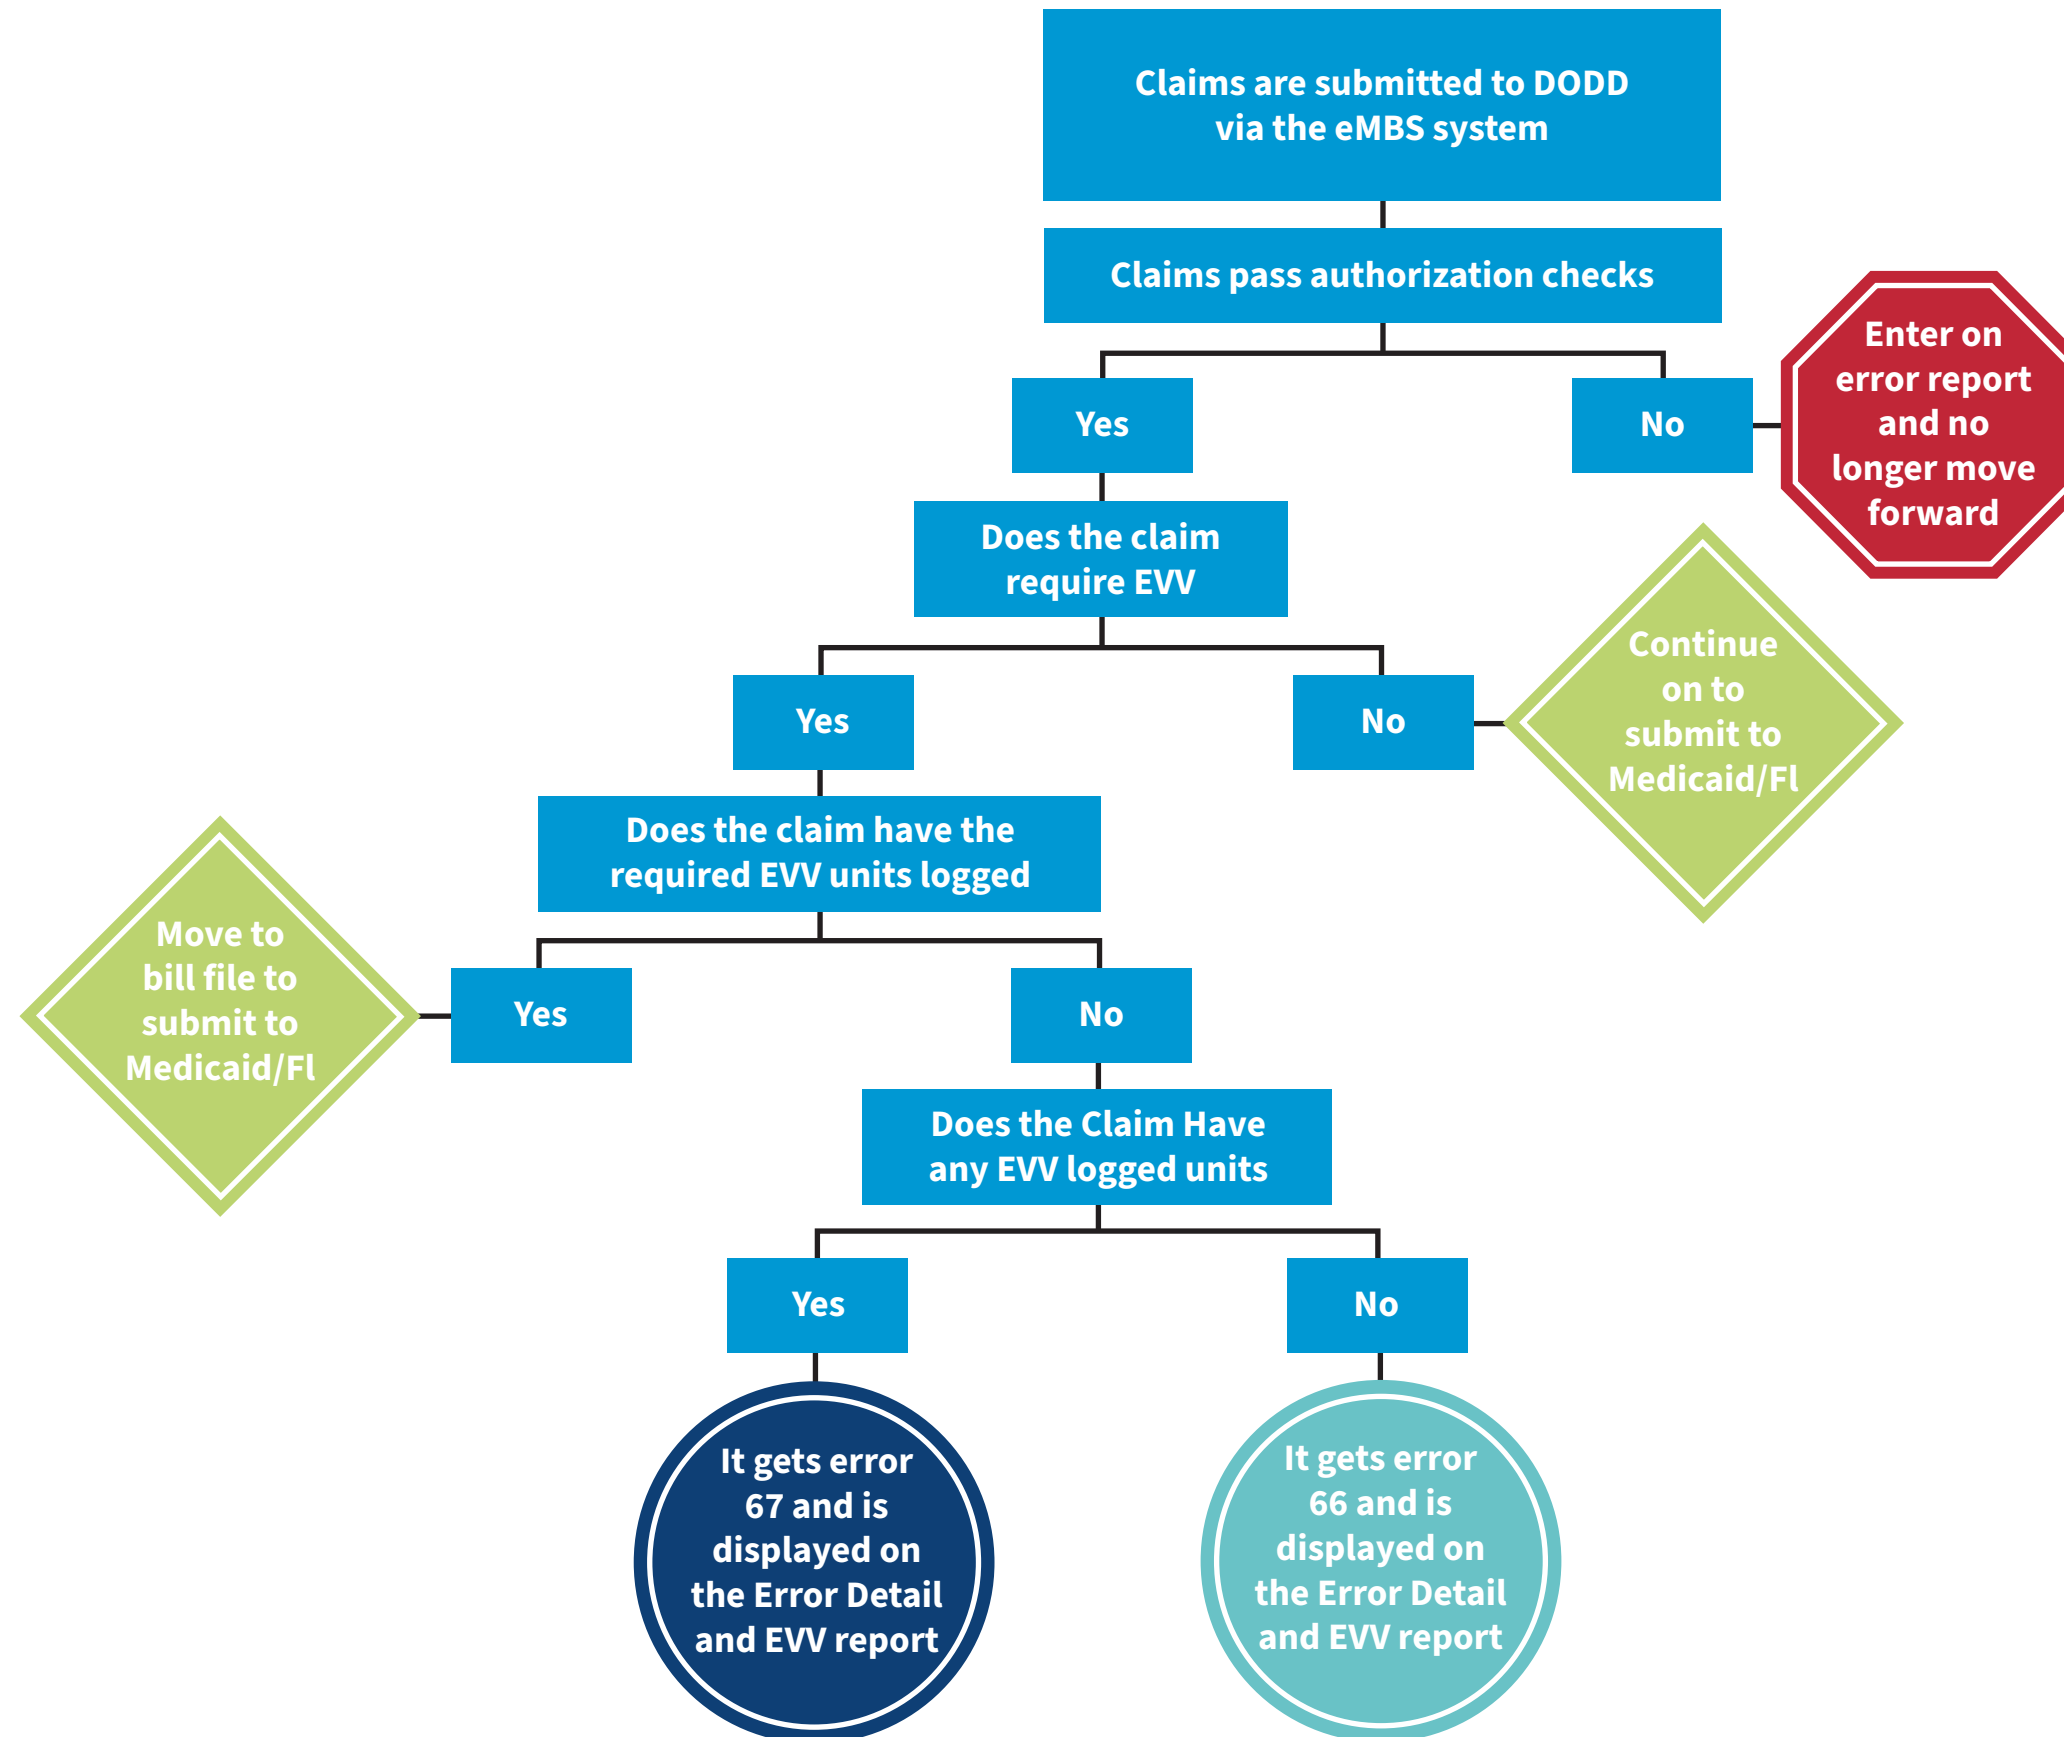 Claims are submitted to DODD
via the eMBS system
Claims pass authorization checks
Yes
No
Enter on
error report
and no
longer move
forward
Does the claim
require EVV
Yes
No
Continue
on to
submit to
Medicaid/Fl
Does the claim have the
required EVV units logged
Move to
bill file to
submit to
Medicaid/Fl
Yes
No
Does the Claim Have
any EVV logged units
Yes
No
It gets error
67 and is
displayed on
the Error Detail
and EVV report
It gets error
66 and is
displayed on
the Error Detail
and EVV report